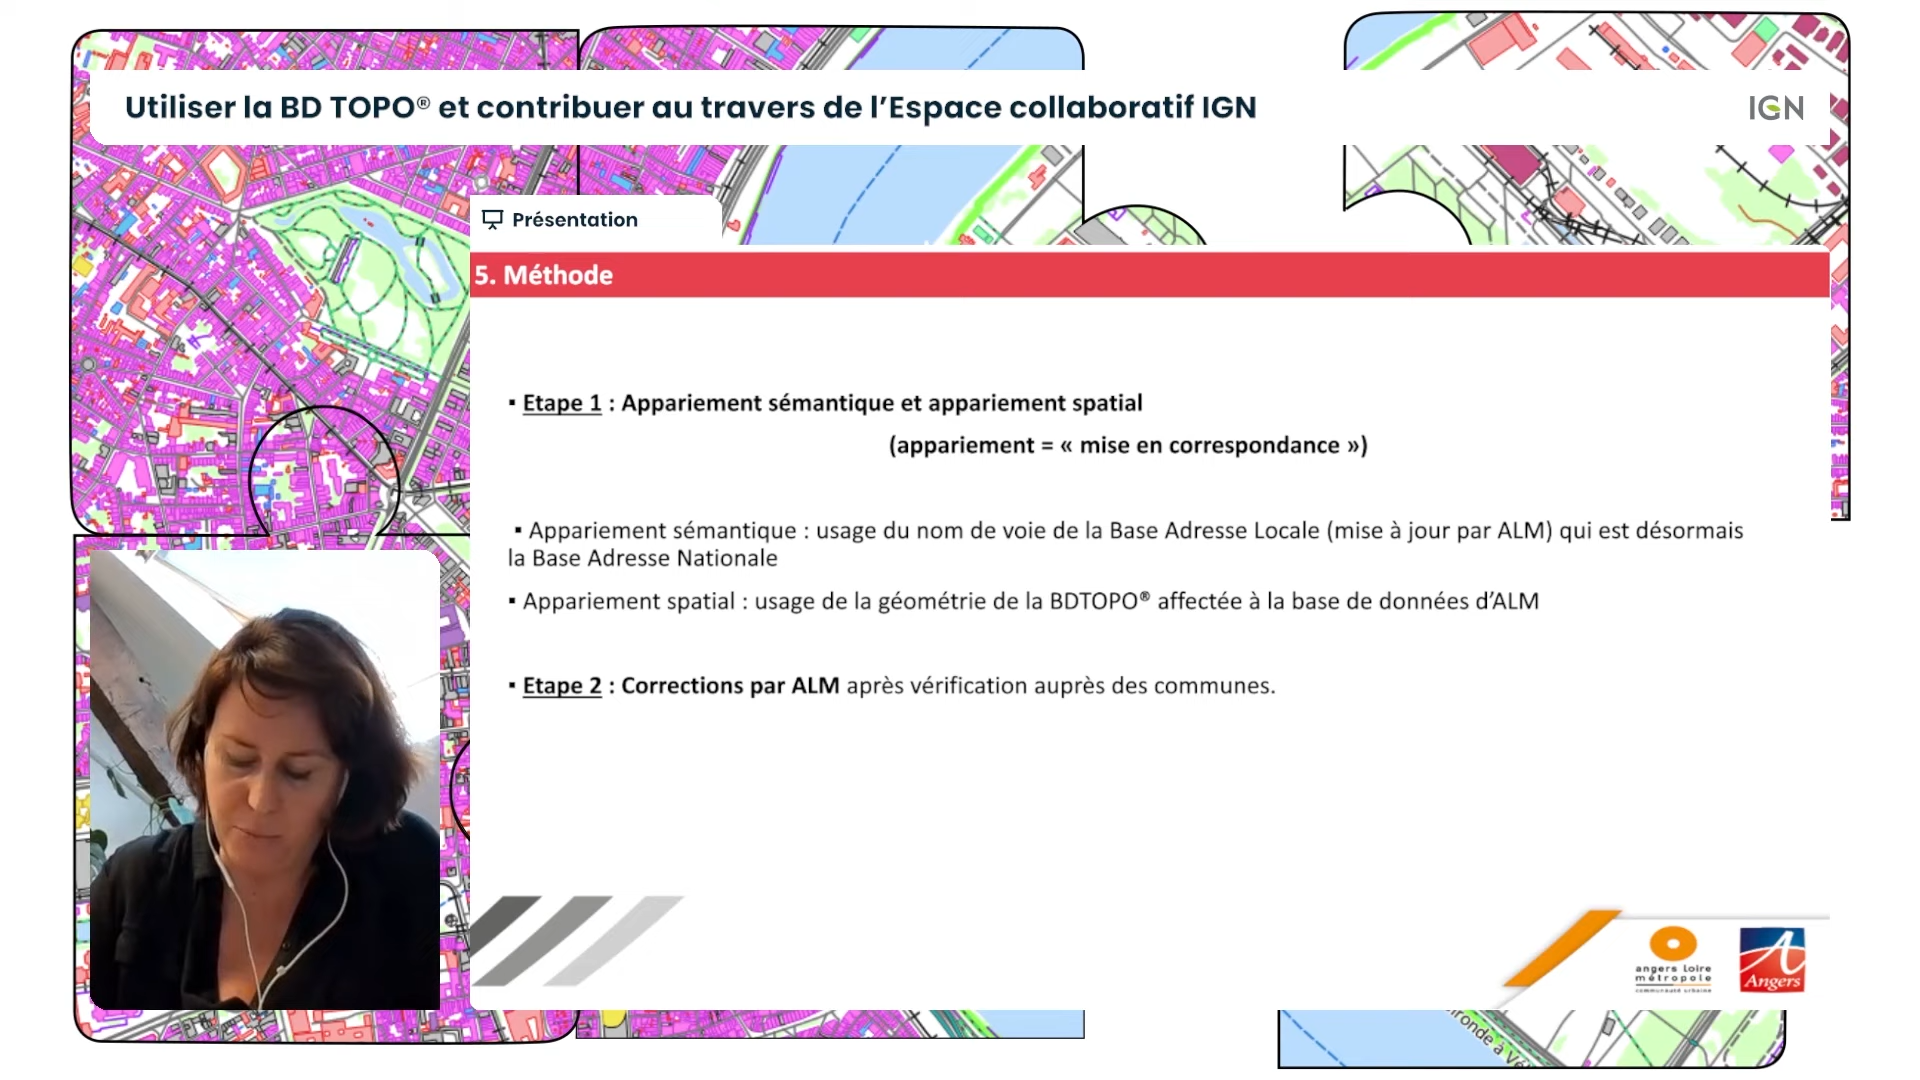 Utiliser la BD TOPO® et contribuer au travers de l’Espace collaboratif IGN
IGN
Présentation
5. Méthode
▪ Etape 1 : Appariement sémantique et appariement spatial
(appariement = « mise en correspondance »)
▪ Appariement sémantique : usage du nom de voie de la Base Adresse Locale (mise à jour par ALM) qui est désormais
la Base Adresse Nationale
▪ Appariement spatial : usage de la géométrie de la BDTOPO® affectée à la base de données d’ALM
▪ Etape 2 : Corrections par ALM après vérification auprès des communes.
angers Loire
métropole
communauté urbaine
Angers